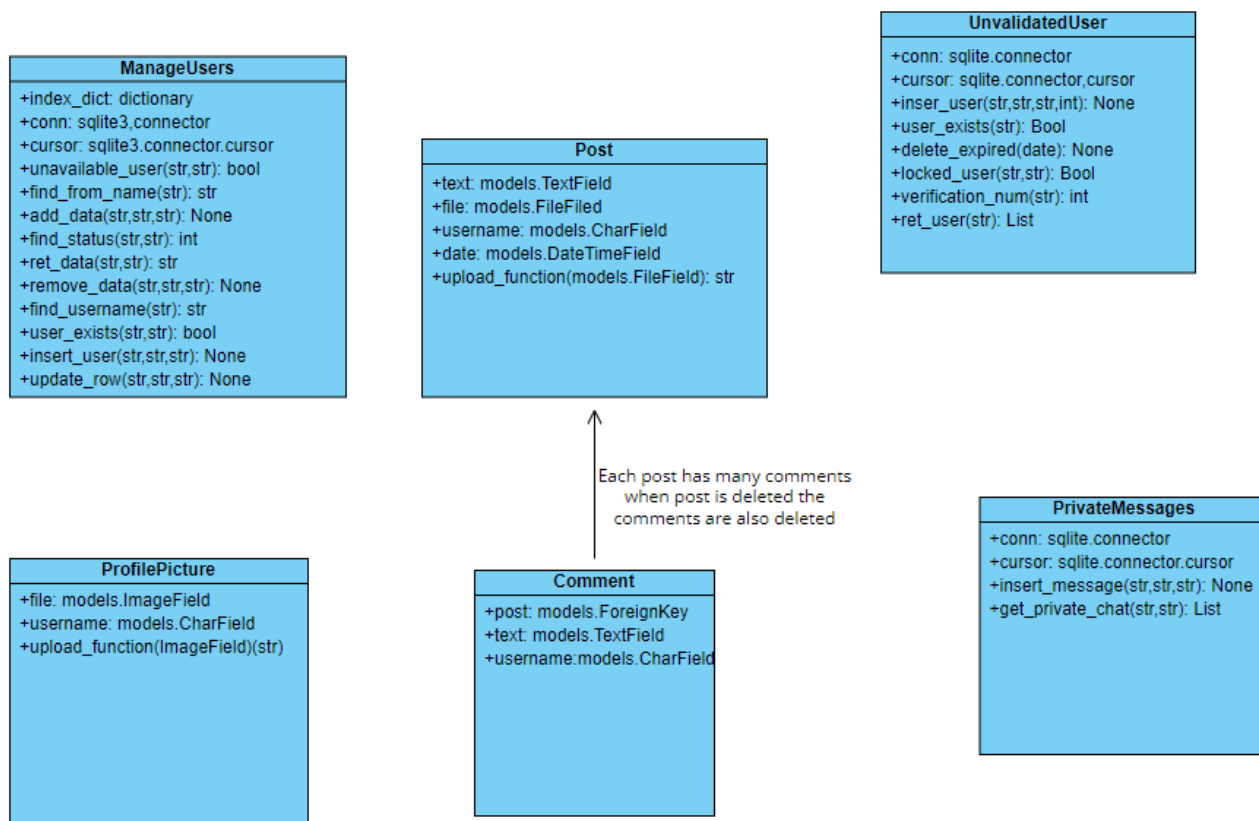 ManageUsers
+index_dict: dictionary
+conn: sqlite3,connector
+cursor: sqlite3.connector.cursor
+unavailable_user(str,str): bool
+find_from_name(str): str
+add_data(str,str,str): None
+find_status(str,str): int
+ret_data(str,str): str
+remove_data(str,str,str): None
+find_username(str): str
+user_exists(str,str): bool
+insert_user(str,str,str): None
+update_row(str,str,str): None
Post
+text: models.TextField
+file: models.FileFiled
+username: models.CharField
+date: models.DateTimeField
+upload_function(models.FileField): str
UnvalidatedUser
+conn: sqlite.connector
+cursor: sqlite.connector,cursor
+inser_user(str,str,str,int): None
+user_exists(str): Bool
+delete_expired(date): None
+locked_user(str,str): Bool
+verification_num(str): int
+ret_user(str): List
Each post has many comments
when post is deleted the
comments are also deleted
ProfilePicture
+file: models.ImageField
+username: models.CharField
+upload_function(ImageField)(str)
Comment
+post: models.ForeignKey
+text: models.TextField
+username:models.CharField
PrivateMessages
+conn: sqlite.connector
+cursor: sqlite.connector.cursor
+insert_message(str,str,str): None
+get_private_chat(str,str): List